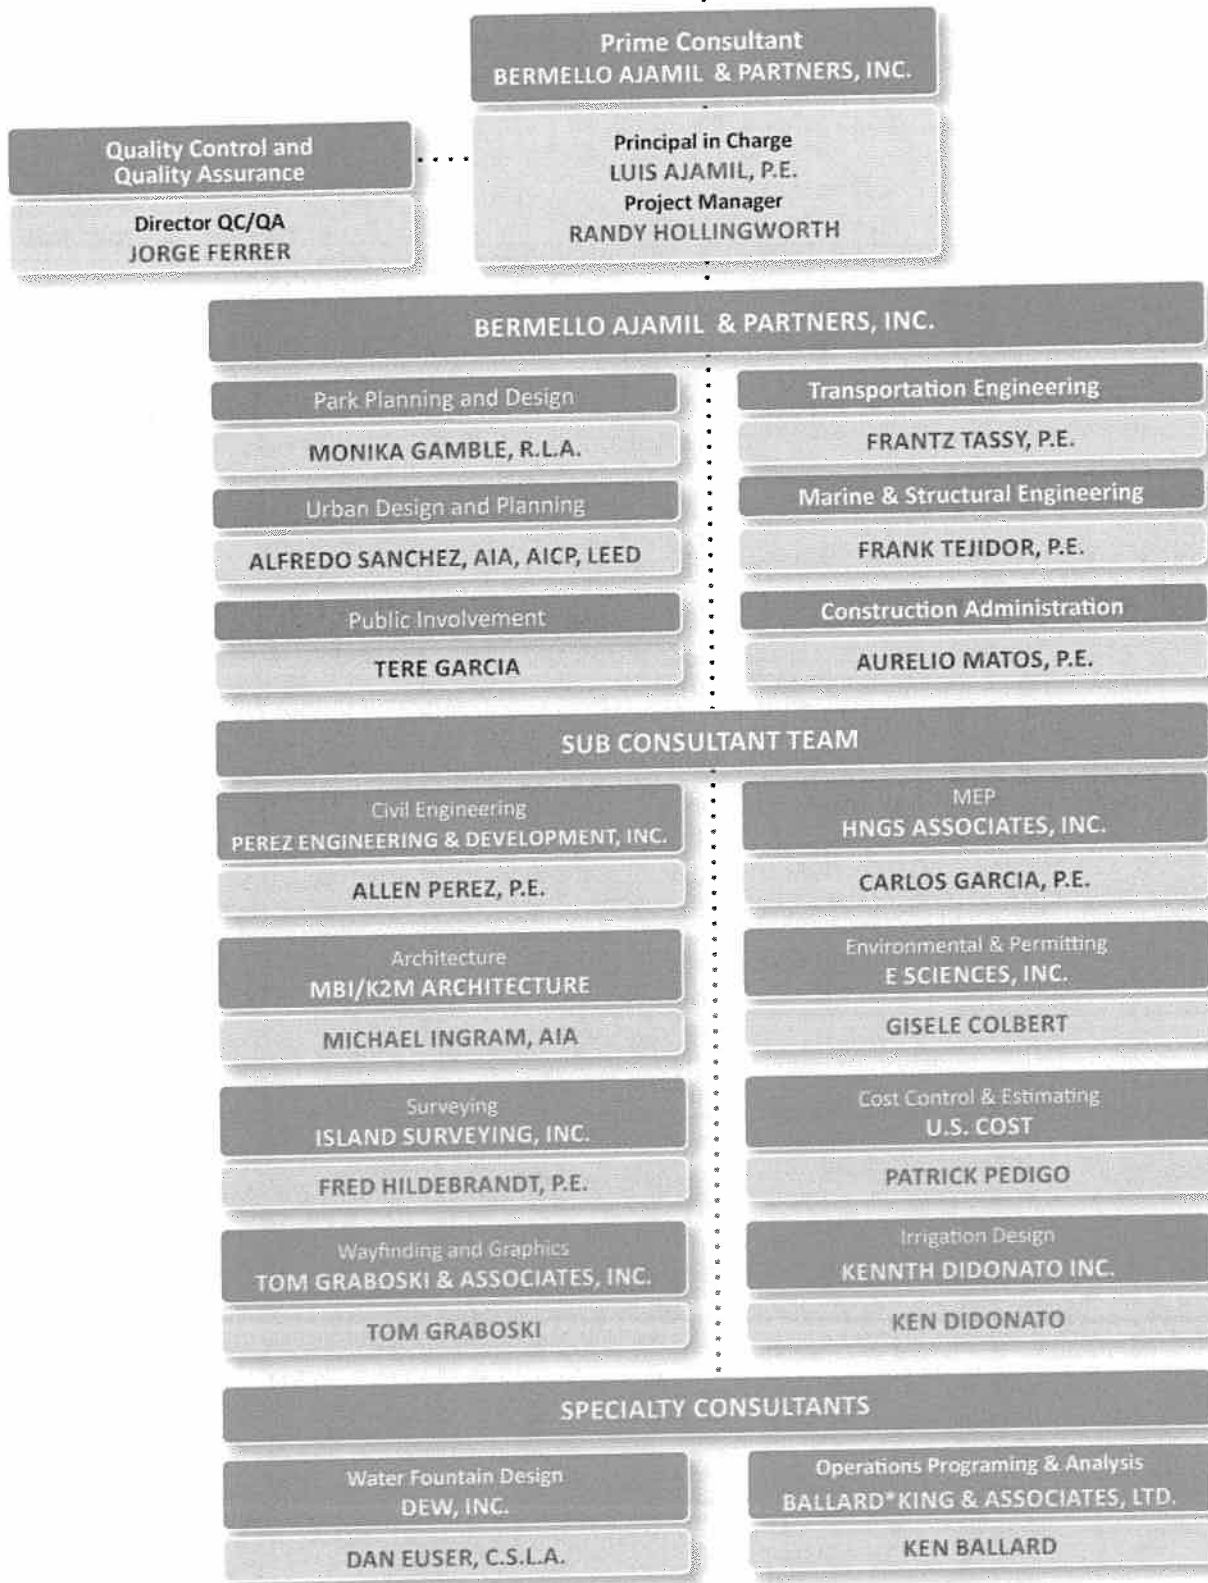 Prime Consultant
BERMELLO AJAMIL & PARTNERS, INC.
Quality Control and
Quality Assurance
Director QC/QA
JORGE FERRER
Principal in Charge
LUIS AJAMIL, P.E.
Project Manager
RANDY HOLLINGWORTH
BERMELLO AJAMIL & PARTNERS, INC.
Park Planning and Design
MONIKA GAMBLE, R.L.A.
Urban Design and Planning
ALFREDO SANCHEZ, AIA, AICP, LEED
Public Involvement
TERE GARCIA
Transportation Engineering
FRANTZ TASSY, P.E.
Marine & Structural Engineering
FRANK TEJIDOR, P.E.
Construction Administration
AURELIO MATOS, P.E.
SUB CONSULTANT TEAM
Civil Engineering
PEREZ ENGINEERING & DEVELOPMENT, INC.
ALLEN PEREZ, P.E.
Architecture
MBI/K2M ARCHITECTURE
MICHAEL INGRAM, AIA
Surveying
ISLAND SURVEYING, INC.
FRED HILDEBRANDT, P.E.
Wayfinding and Graphics
TOM GRABOSKI & ASSOCIATES, INC.
TOM GRABOSKI
MEP
HNGS ASSOCIATES, INC.
CARLOS GARCIA, P.E.
Environmental & Permitting
E SCIENCES, INC.
GISELE COLBERT
Cost Control & Estimating
U.S. COST
PATRICK PEDIGO
Irrigation Design
KENNTH DIDONATO INC.
KEN DIDONATO
SPECIALTY CONSULTANTS
Water Fountain Design
DEW, INC.
DAN EUSER, C.S.L.A.
Operations Programing & Analysis
BALLARD*KING & ASSOCIATES, LTD.
KEN BALLARD